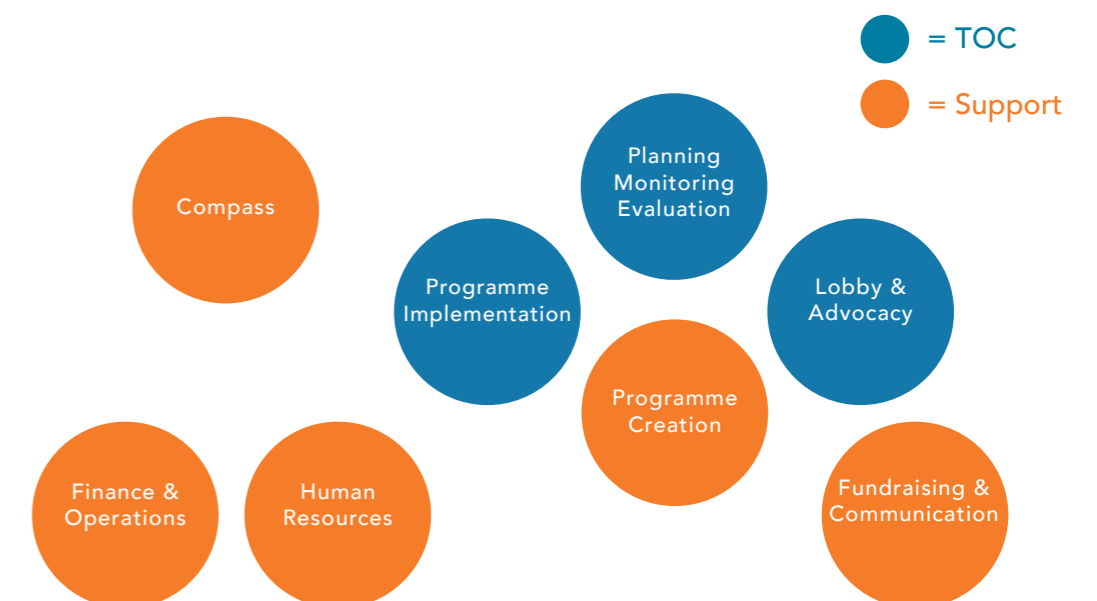 = TOC
= Support
Compass
Planning
Monitoring
Evaluation
Programme
Implementation
Lobby &
Advocacy
Programme
Creation
Finance &
Operations
Human
Resources
Fundraising &
Communication